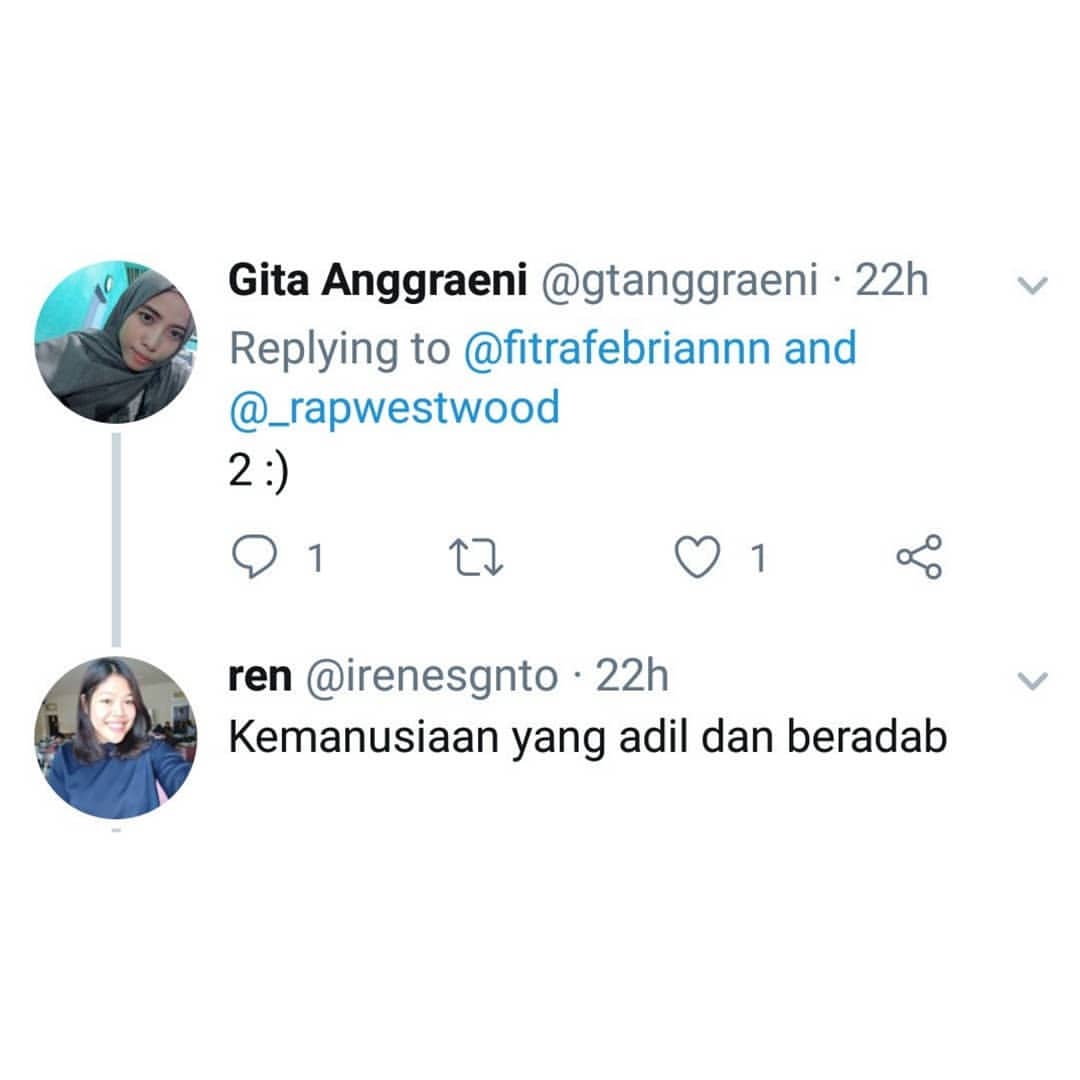 Gita Anggraeni @gtanggraeni · 22h
Replying to @fitrafebriannn and
@_rapwestwood
2 :)
1 1
ren @irenesgnto · 22h
Kemanusiaan yang adil dan beradab